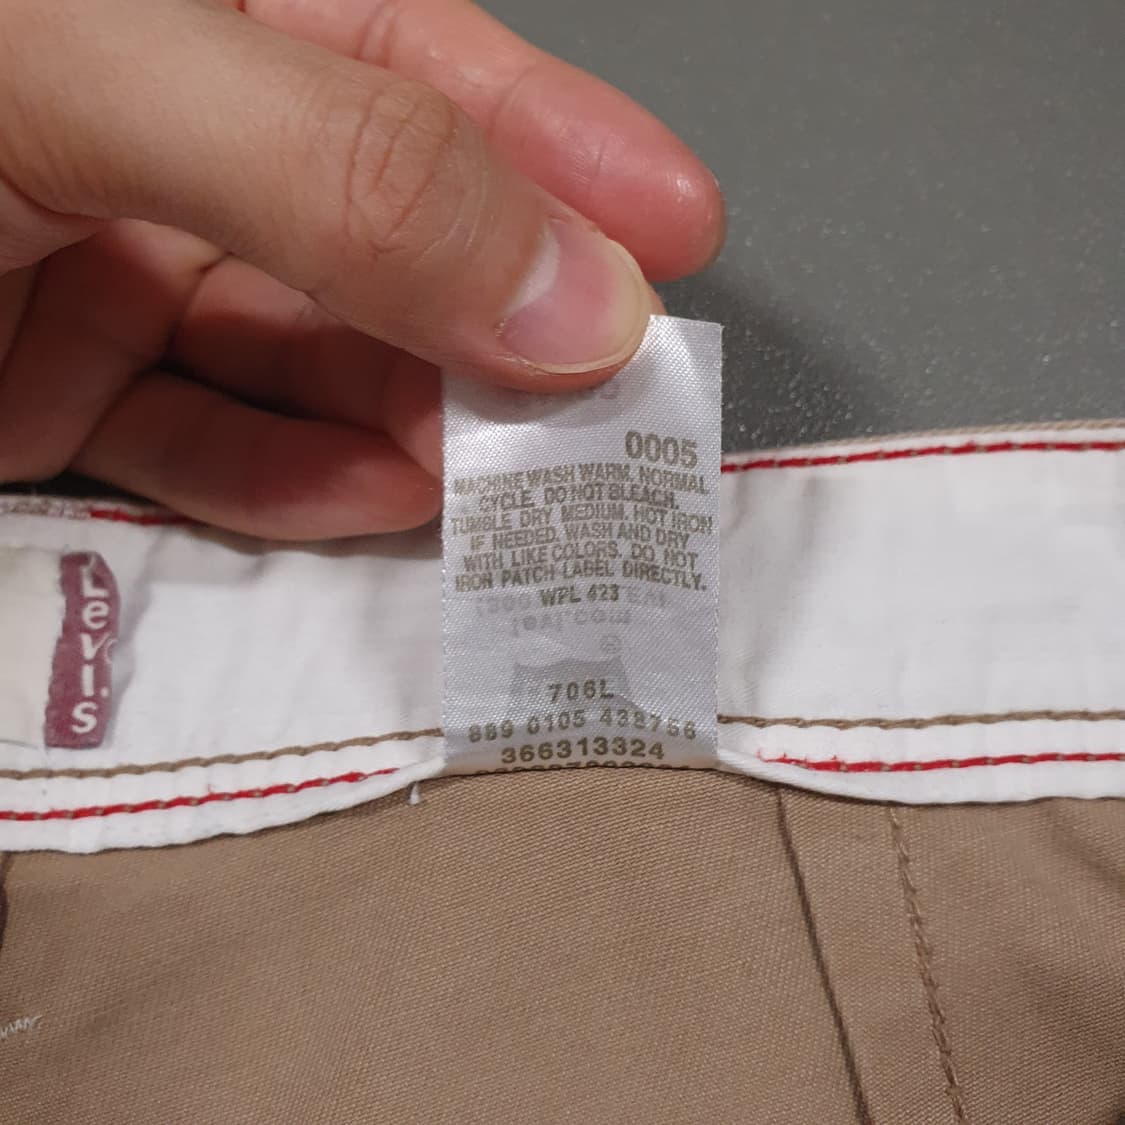 0005
MACHINE WASH WARM, NORMAL
CYCLE. DO NOT BLEACH.
TUMBLE DRY MEDIUM. HOT IRON
IF NEEDED. WASH AND DRY
WITH LIKE COLORS. DO NOT
IRON PATCH LABEL DIRECTLY.
WPL 423
706L
889 0105 438756
366313324
Levi's